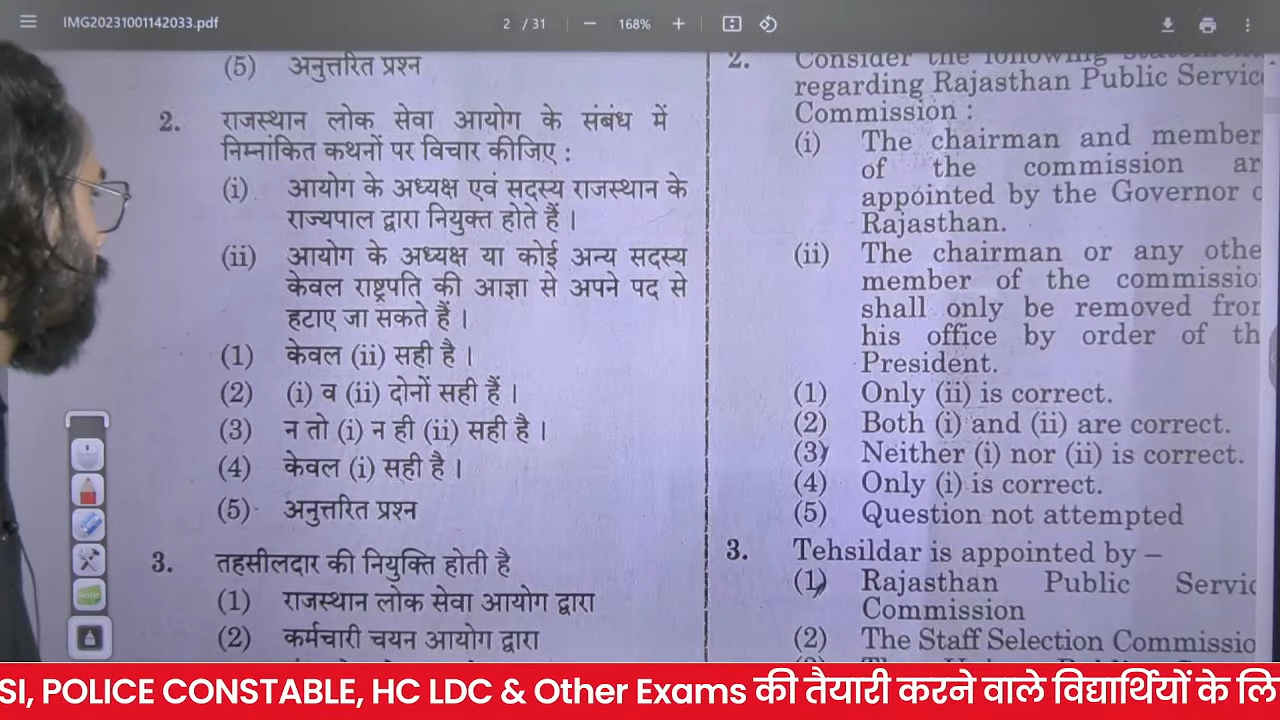 IMG20231001142033.pdf
2 / 31
168%
(5) अनुत्तरित प्रश्न
2. राजस्थान लोक सेवा आयोग के संबंध में
निम्नांकित कथनों पर विचार कीजिए :
(i) आयोग के अध्यक्ष एवं सदस्य राजस्थान के
राज्यपाल द्वारा नियुक्त होते हैं ।
(ii) आयोग के अध्यक्ष या कोई अन्य सदस्य
केवल राष्ट्रपति की आज्ञा से अपने पद से
हटाए जा सकते हैं ।
(1) केवल (ii) सही है ।
(2) (i) व (ii) दोनों सही हैं ।
(3) न तो (i) न ही (ii) सही है ।
(4) केवल (i) सही है ।
(5) अनुत्तरित प्रश्न
3. तहसीलदार की नियुक्ति होती है
(1) राजस्थान लोक सेवा आयोग द्वारा
(2) कर्मचारी चयन आयोग द्वारा
2. Consider the following
regarding Rajasthan Public Servic
Commission :
(i) The chairman and member
of the commission ar
appointed by the Governor o
Rajasthan.
(ii) The chairman or any othe
member of the commissio
shall only be removed from
his office by order of th
President.
(1) Only (ii) is correct.
(2) Both (i) and (ii) are correct.
(3) Neither (i) nor (ii) is correct.
(4) Only (i) is correct.
(5) Question not attempted
3. Tehsildar is appointed by –
(1) Rajasthan Public Servic
Commission
(2) The Staff Selection Commissio
SI, POLICE CONSTABLE, HC LDC & Other Exams की तैयारी करने वाले विद्यार्थियों के लि